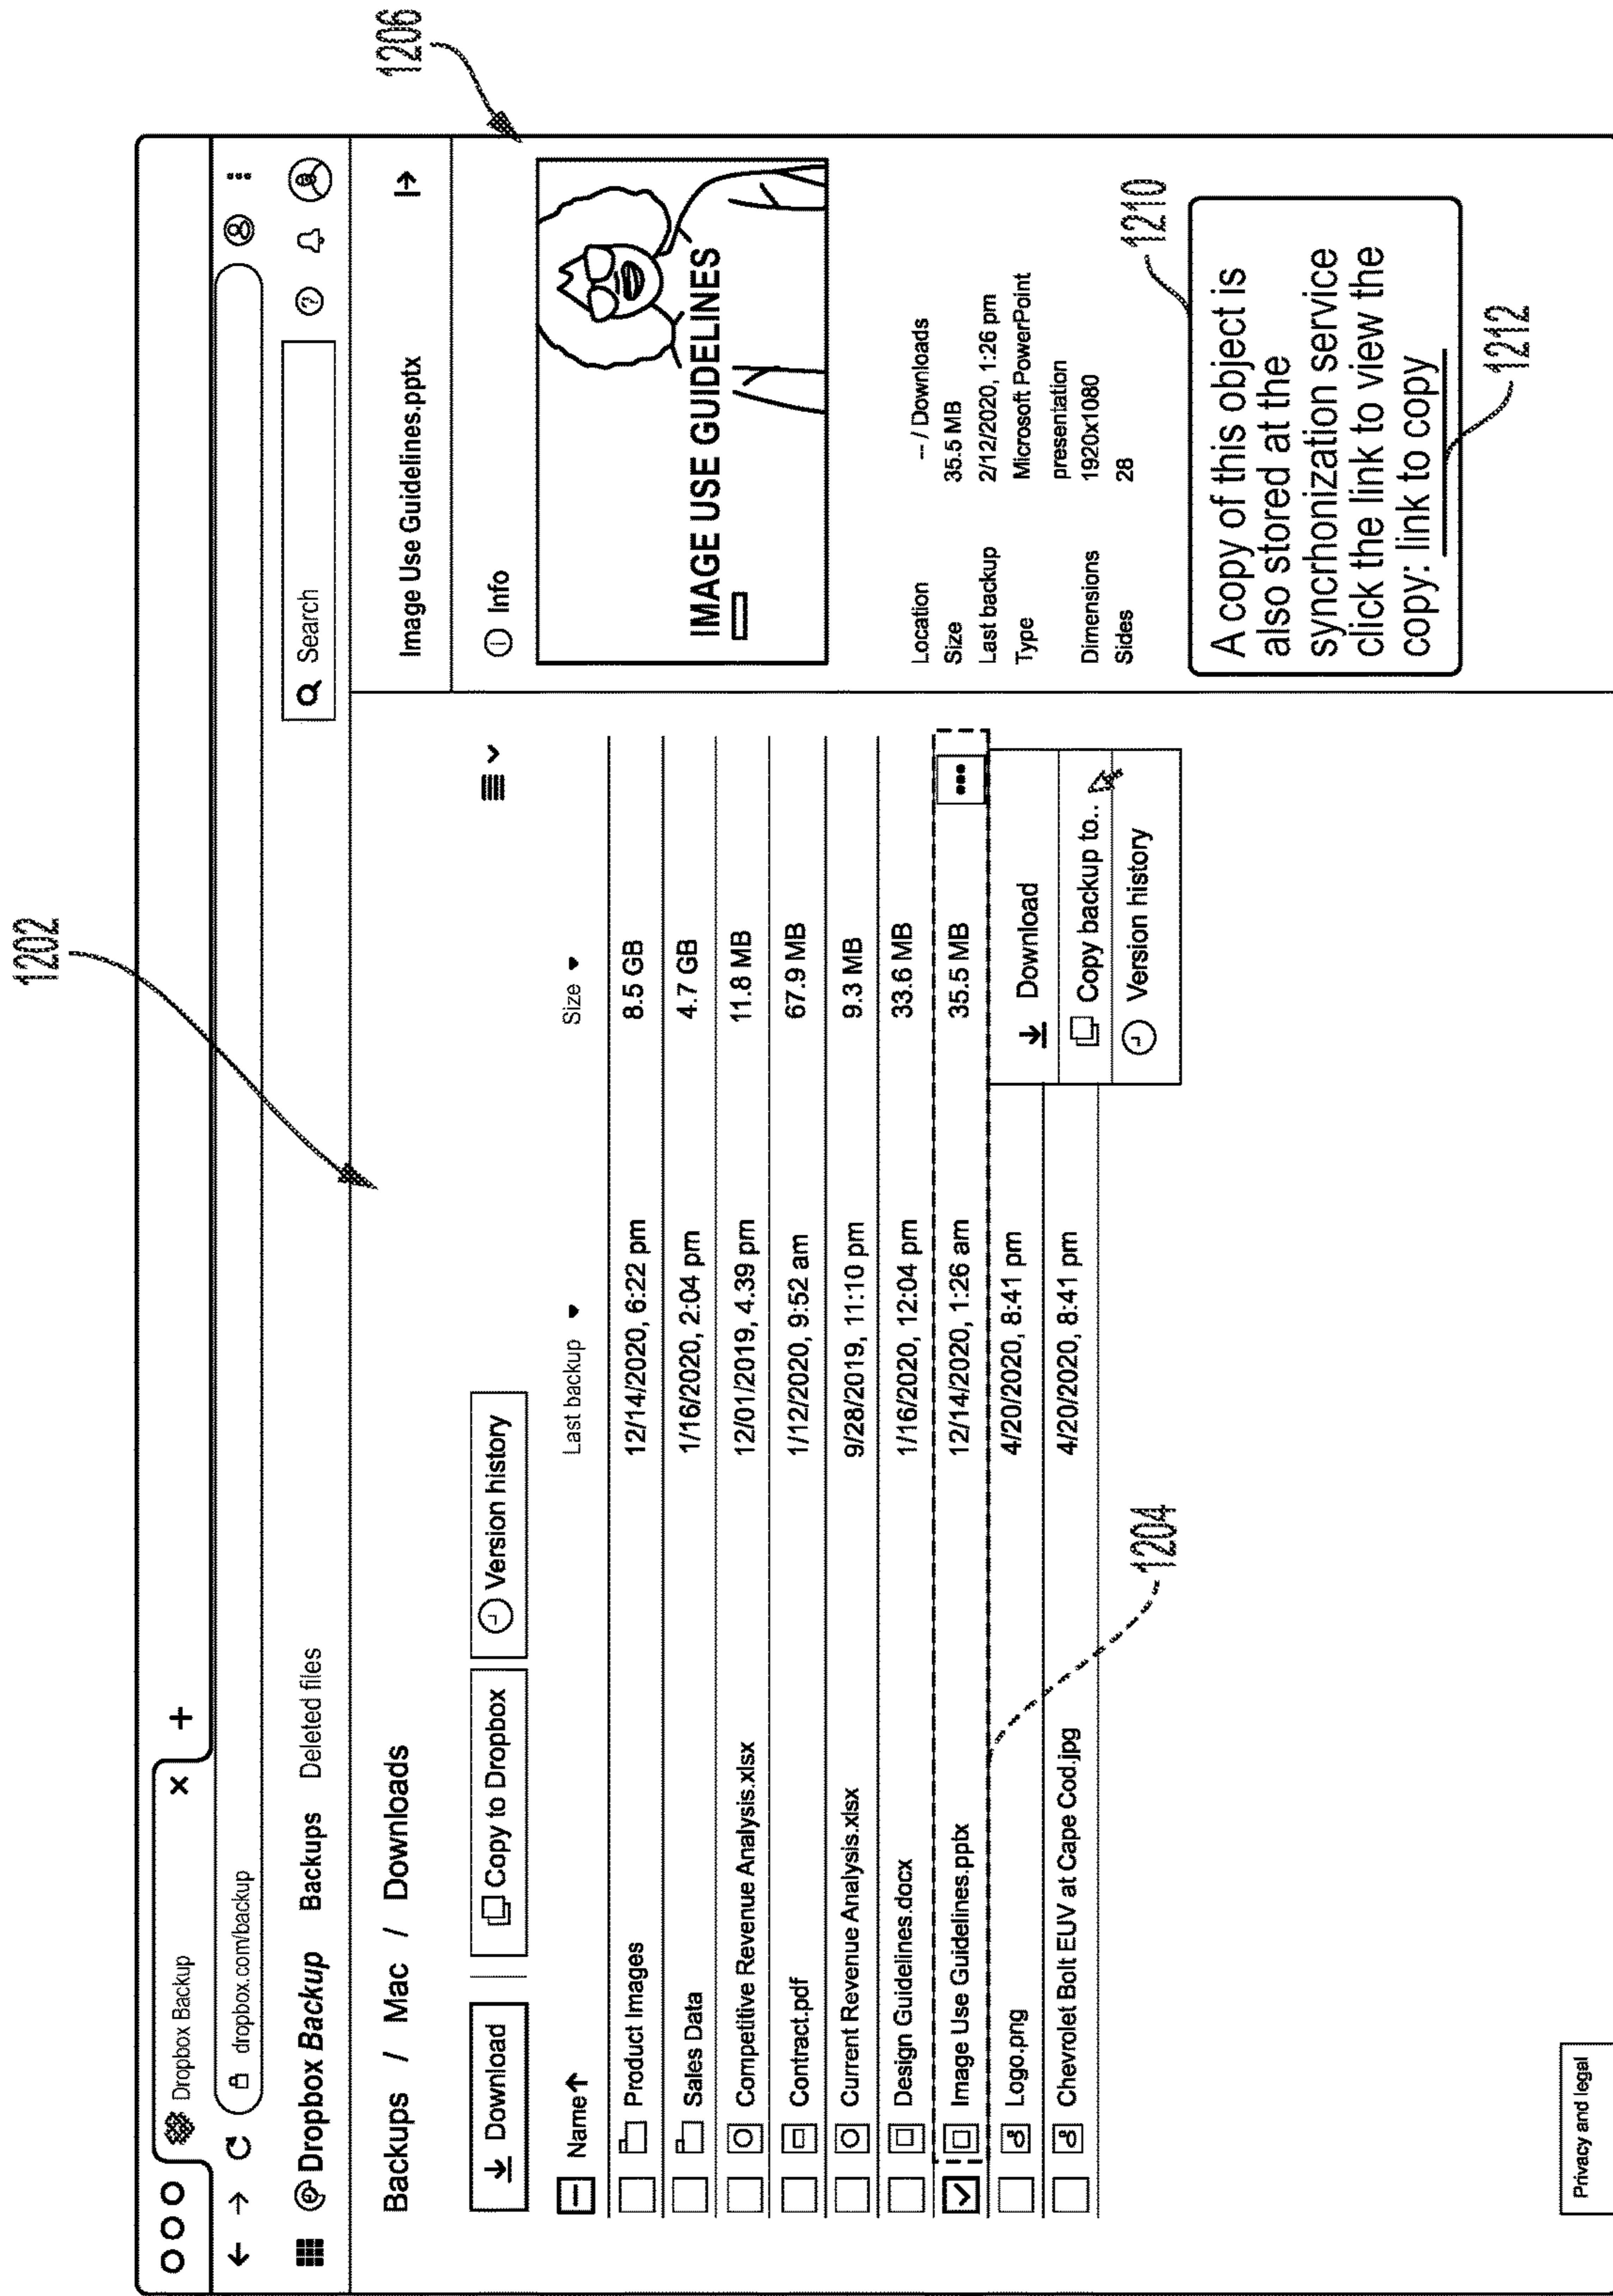 1202
1206
Dropbox Backup × +
dropbox.com/backup
Dropbox Backup Backups Deleted files
Search
Backups / Mac / Downloads
Image Use Guidelines.pptx
Download
Copy to Dropbox
Version history
Info
IMAGE USE GUIDELINES
Name Last backup Size
Product Images 12/14/2020, 6:22 pm 8.5 GB
Sales Data 1/16/2020, 2:04 pm 4.7 GB
Competitive Revenue Analysis.xlsx 12/01/2019, 4.39 pm 11.8 MB
Contract.pdf 1/12/2020, 9:52 am 67.9 MB
Current Revenue Analysis.xlsx 9/28/2019, 11:10 pm 9.3 MB
Design Guidelines.docx 1/16/2020, 12:04 pm 33.6 MB
Image Use Guidelines.pptx 12/14/2020, 1:26 am 35.5 MB
Logo.png 4/20/2020, 8:41 pm
Chevrolet Bolt EUV at Cape Cod.jpg 4/20/2020, 8:41 pm
Download
Copy backup to..
Version history
1204
Location -- / Downloads
Size 35.5 MB
Last backup 2/12/2020, 1:26 pm
Type Microsoft PowerPoint
presentation
Dimensions 1920x1080
Sides 28
1210
A copy of this object is
also stored at the
syncrhonization service
click the link to view the
copy: link to copy
1212
Privacy and legal